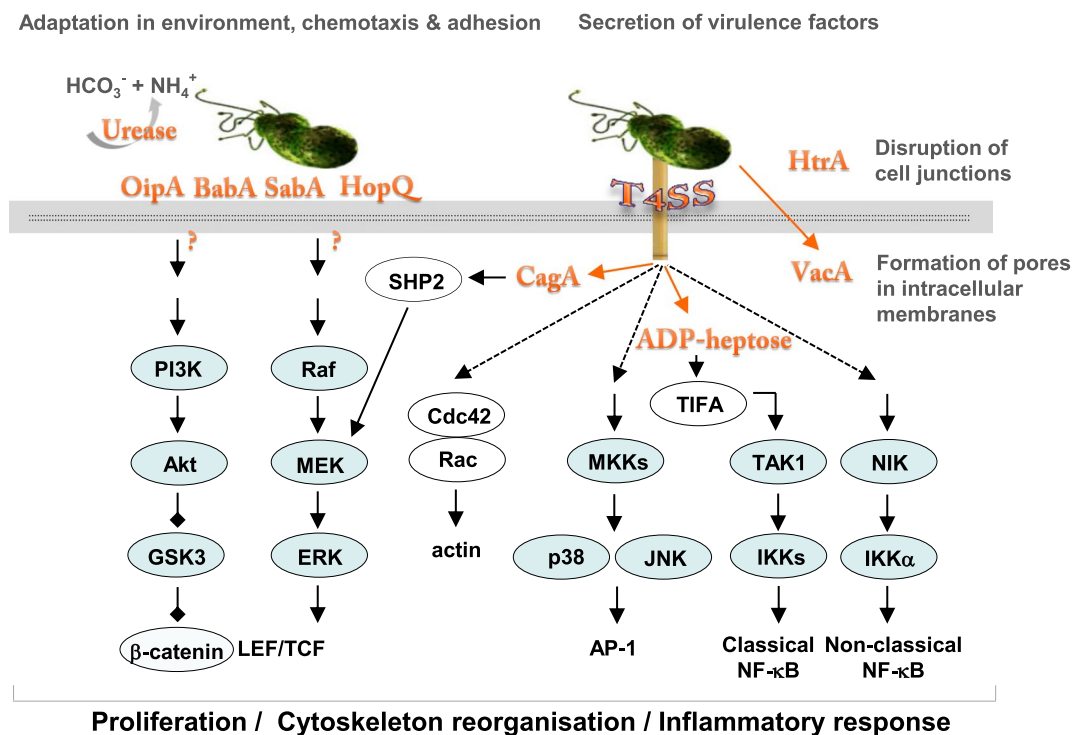 Adaptation in environment, chemotaxis & adhesion
Secretion of virulence factors
HCO₃⁻ + NH₄⁺
Urease
OipA BabA SabA HopQ
T4SS
HtrA
Disruption of
cell junctions
?
?
SHP2
CagA
VacA
Formation of pores
in intracellular
membranes
ADP-heptose
PI3K
Raf
Cdc42
TIFA
Akt
MEK
Rac
MKKs
TAK1
NIK
GSK3
ERK
actin
p38
JNK
IKKs
IKKα
β-catenin
LEF/TCF
AP-1
Classical
NF-κB
Non-classical
NF-κB
Proliferation / Cytoskeleton reorganisation / Inflammatory response